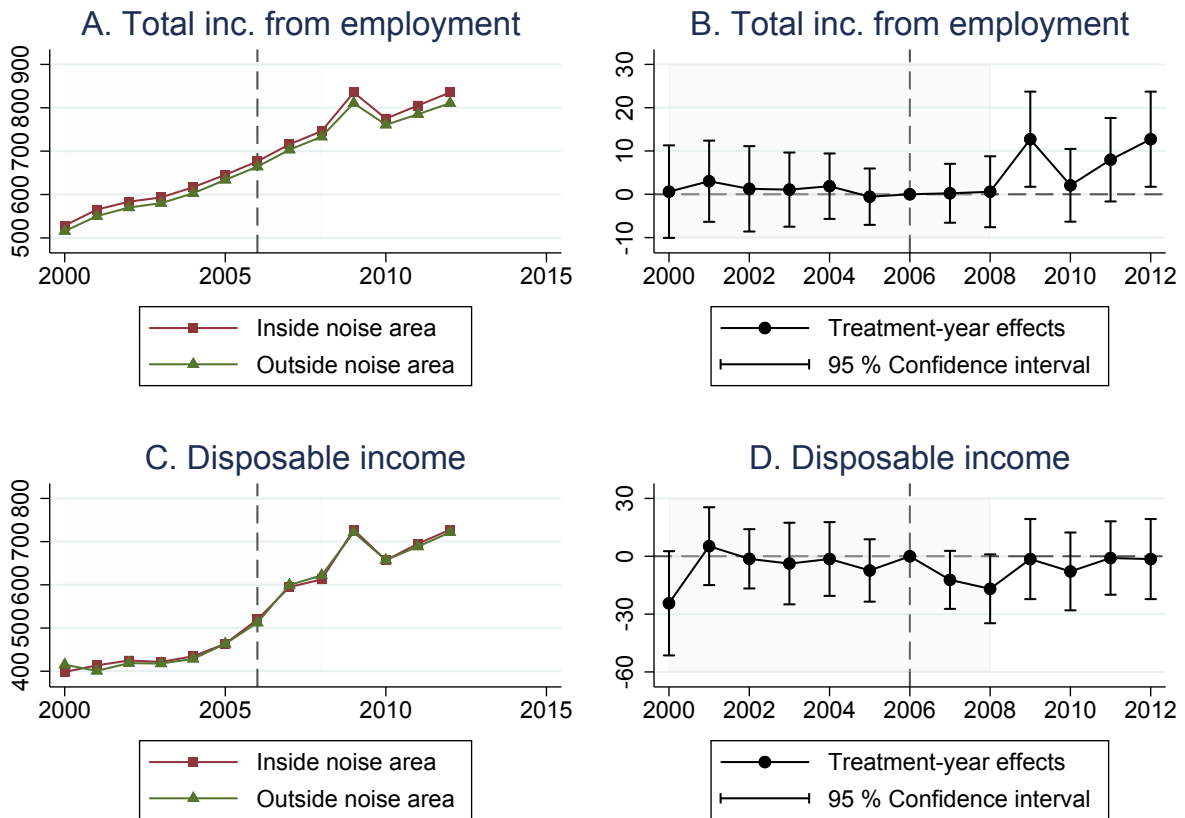 A. Total inc. from employment
900
800
700
600
500
2000 2005 2010 2015
Inside noise area
Outside noise area
B. Total inc. from employment
30
20
10
0
-10
2000 2002 2004 2006 2008 2010 2012
Treatment-year effects
95 % Confidence interval
C. Disposable income
800
700
600
500
400
2000 2005 2010 2015
Inside noise area
Outside noise area
D. Disposable income
30
0
-30
-60
2000 2002 2004 2006 2008 2010 2012
Treatment-year effects
95 % Confidence interval